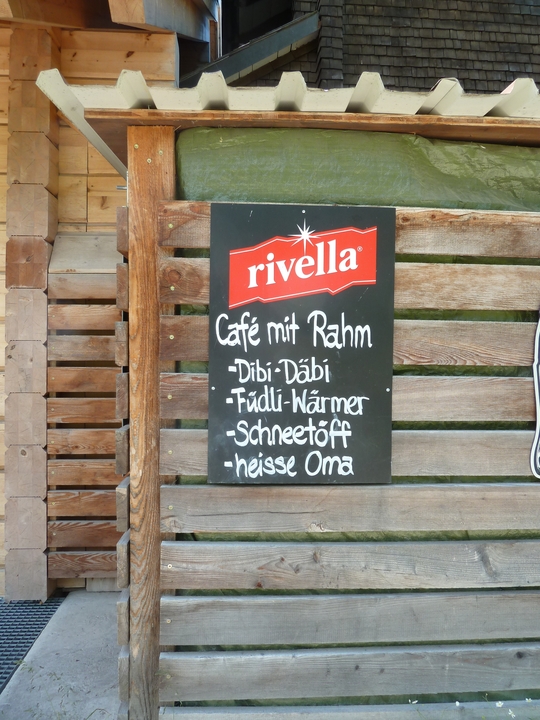 rivella
Café mit Rahm
-Dibi-Däbi
-Füdli-Wärmer
-Schneetöff
-heisse Oma